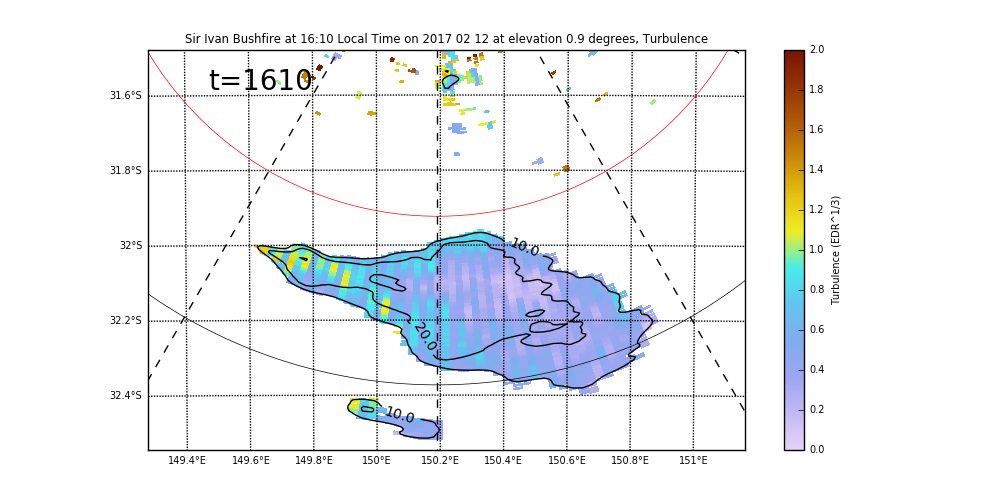 Sir Ivan Bushfire at 16:10 Local Time on 2017 02 12 at elevation 0.9 degrees, Turbulence
t=1610
31.6°S
31.8°S
32°S
32.2°S
32.4°S
10.0
20.0
10.0
149.4°E 149.6°E 149.8°E 150°E 150.2°E 150.4°E 150.6°E 150.8°E 151°E
2.0
1.8
1.6
1.4
1.2
1.0
0.8
0.6
0.4
0.2
0.0
Turbulence (EDR^1/3)